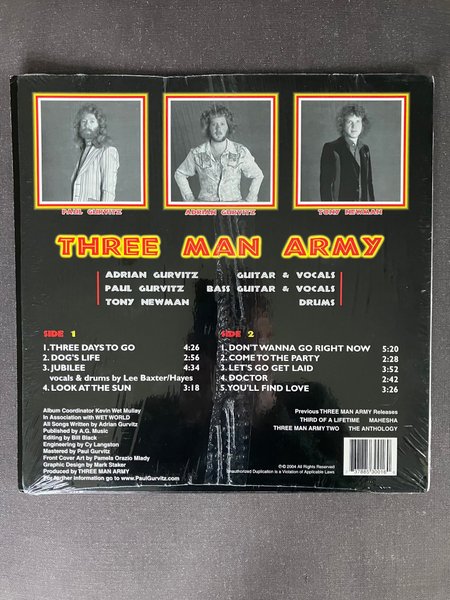 PAUL GURVITZ ADRIAN GURVITZ TONY NEWMAN
THREE MAN ARMY
ADRIAN GURVITZ GUITAR & VOCALS
PAUL GURVITZ BASS GUITAR & VOCALS
TONY NEWMAN DRUMS
SIDE 1 SIDE 2
1. THREE DAYS TO GO 4:26 1. DON'T WANNA GO RIGHT NOW 5:20
2. DOG'S LIFE 2:56 2. COME TO THE PARTY 2:28
3. JUBILEE 4:34 3. LET'S GO GET LAID 3:52
vocals & drums by Lee Baxter/Hayes 4. DOCTOR 2:42
4. LOOK AT THE SUN 3:18 5. YOU'LL FIND LOVE 3:26
Album Coordinator Kevin Wet Mullay
In Association with WET WORLD
All Songs Written by Adrian Gurvitz
Published by A.G. Music
Editing by Bill Black
Engineering by Cy Langston
Mastered by Paul Gurvitz
Front Cover Art by Pamela Orazio Mlady
Graphic Design by Mark Staker
Produced by THREE MAN ARMY
For further information go to www.PaulGurvitz.com
Previous THREE MAN ARMY Releases
THIRD OF A LIFETIME MAHESHA
THREE MAN ARMY TWO THE ANTHOLOGY
℗ © 2004 All Rights Reserved
Unauthorized Duplication is a Violation of Applicable Laws